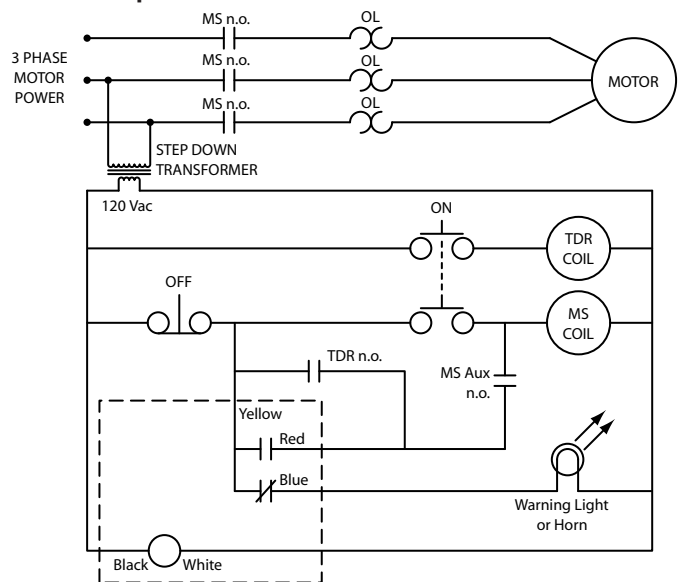 MS n.o.
OL
3 PHASE
MOTOR
POWER
MS n.o.
OL
MOTOR
MS n.o.
OL
STEP DOWN
TRANSFORMER
120 Vac
ON
TDR
COIL
OFF
MS
COIL
TDR n.o.
MS Aux
n.o.
Yellow
Red
Blue
Warning Light
or Horn
Black
White